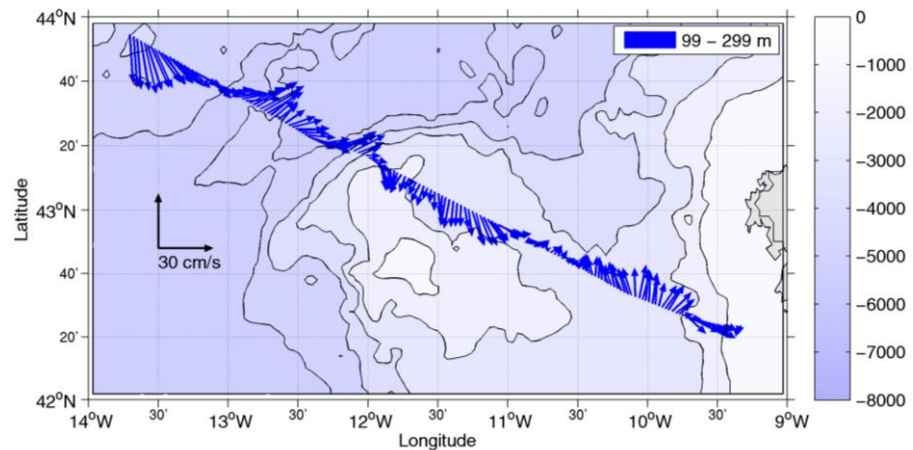 44°N
40'
20'
43°N
40'
20'
42°N
Latitude
14°W 30' 13°W 30' 12°W 30' 11°W 30' 10°W 30' 9°W
Longitude
30 cm/s
99 – 299 m
0
−1000
−2000
−3000
−4000
−5000
−6000
−7000
−8000